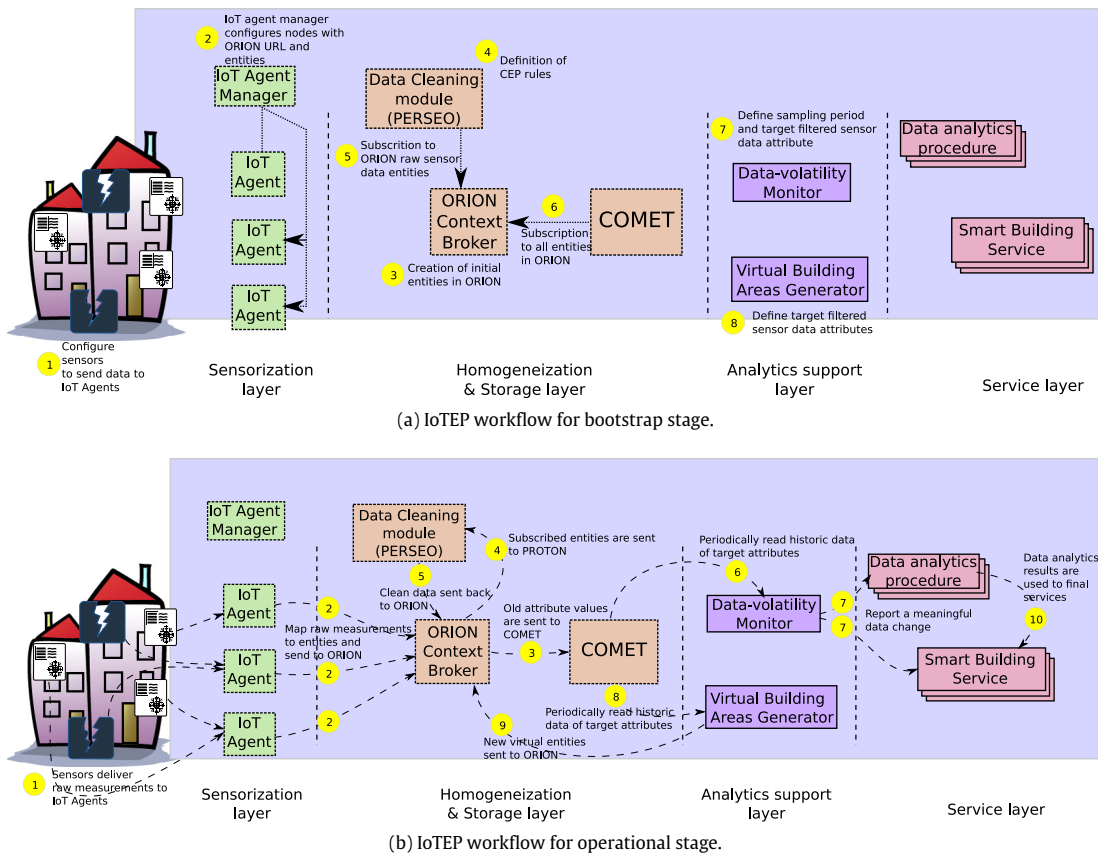 2
IoT agent manager
configures nodes with
ORION URL and
entities
IoT Agent
Manager
IoT
Agent
IoT
Agent
IoT
Agent
1
Configure
sensors
to send data to
IoT Agents
Sensorization
layer
Data Cleaning
module
(PERSEO)
4
Definition of
CEP rules
5
Subscrition to
ORION raw sensor
data entities
ORION
Context
Broker
6
Subscription
to all entities
in ORION
COMET
3
Creation of initial
entities in ORION
Homogeneization
& Storage layer
7
Define sampling period
and target filtered sensor
data attribute
Data-volatility
Monitor
Virtual Building
Areas Generator
8
Define target filtered
sensor data attributes
Analytics support
layer
Data analytics
procedure
Smart Building
Service
Service layer
(a) IoTEP workflow for bootstrap stage.
IoT Agent
Manager
IoT
Agent
IoT
Agent
IoT
Agent
1
Sensors deliver
raw measurements to
IoT Agents
Sensorization
layer
2
Map raw measurements
to entities and
send to ORION
2
2
Data Cleaning
module
(PERSEO)
4
Subscribed entities are sent
to PROTON
5
Clean data sent back
to ORION
ORION
Context
Broker
Old attribute values
are sent to
COMET
3
COMET
8
Periodically read historic
data of target attributes
9
New virtual entities
sent to ORION
Homogeneization
& Storage layer
Periodically read historic data
of target attributes
6
Data-volatility
Monitor
7
7
Report a meaningful
data change
Virtual Building
Areas Generator
Analytics support
layer
Data analytics
procedure
Data analytics
results are
used to final
services
10
Smart Building
Service
Service layer
(b) IoTEP workflow for operational stage.